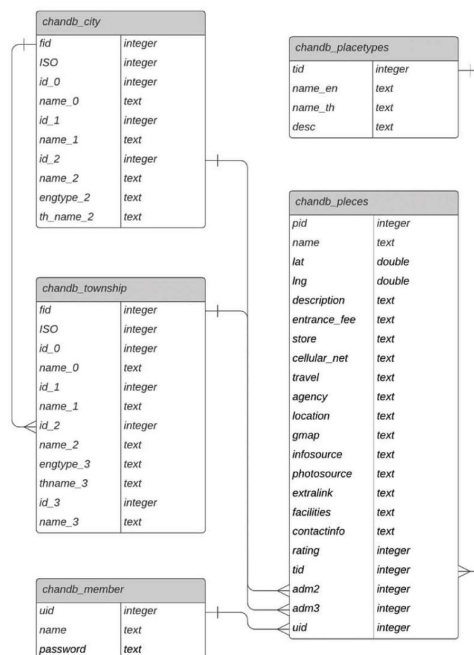 chandb_city
fid integer
ISO integer
id_0 integer
name_0 text
id_1 integer
name_1 text
id_2 integer
name_2 text
engtype_2 text
th_name_2 text
chandb_township
fid integer
ISO integer
id_0 integer
name_0 text
id_1 integer
name_1 text
id_2 integer
name_2 text
engtype_3 text
thname_3 text
id_3 integer
name_3 text
chandb_member
uid integer
name text
password text
chandb_placetypes
tid integer
name_en text
name_th text
desc text
chandb_pleces
pid integer
name text
lat double
lng double
description text
entrance_fee text
store text
cellular_net text
travel text
agency text
location text
gmap text
infosource text
photosource text
extralink text
facilities text
contactinfo text
rating integer
tid integer
adm2 integer
adm3 integer
uid integer